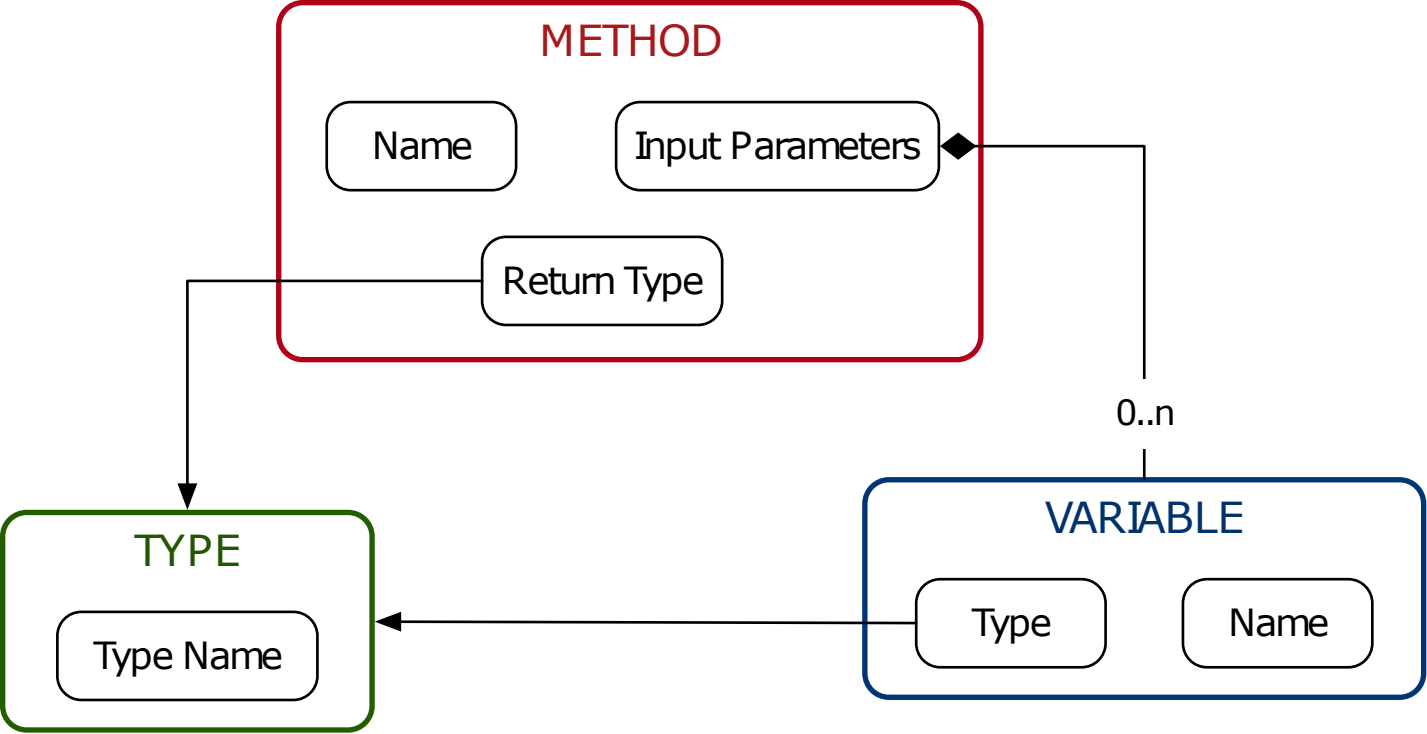 METHOD
Name
Input Parameters
Return Type
0..n
TYPE
Type Name
VARIABLE
Type
Name